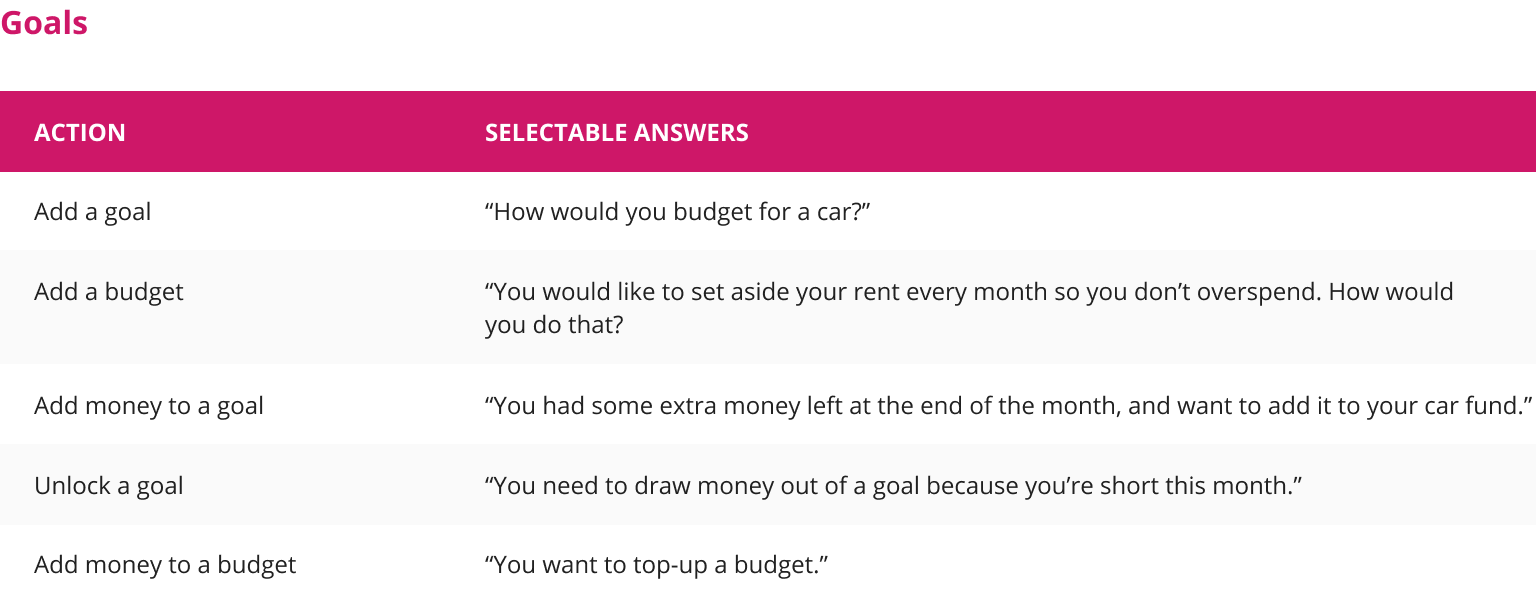 Goals
ACTION SELECTABLE ANSWERS
Add a goal “How would you budget for a car?”
Add a budget “You would like to set aside your rent every month so you don’t overspend. How would
you do that?
Add money to a goal “You had some extra money left at the end of the month, and want to add it to your car fund.”
Unlock a goal “You need to draw money out of a goal because you’re short this month.”
Add money to a budget “You want to top-up a budget.”